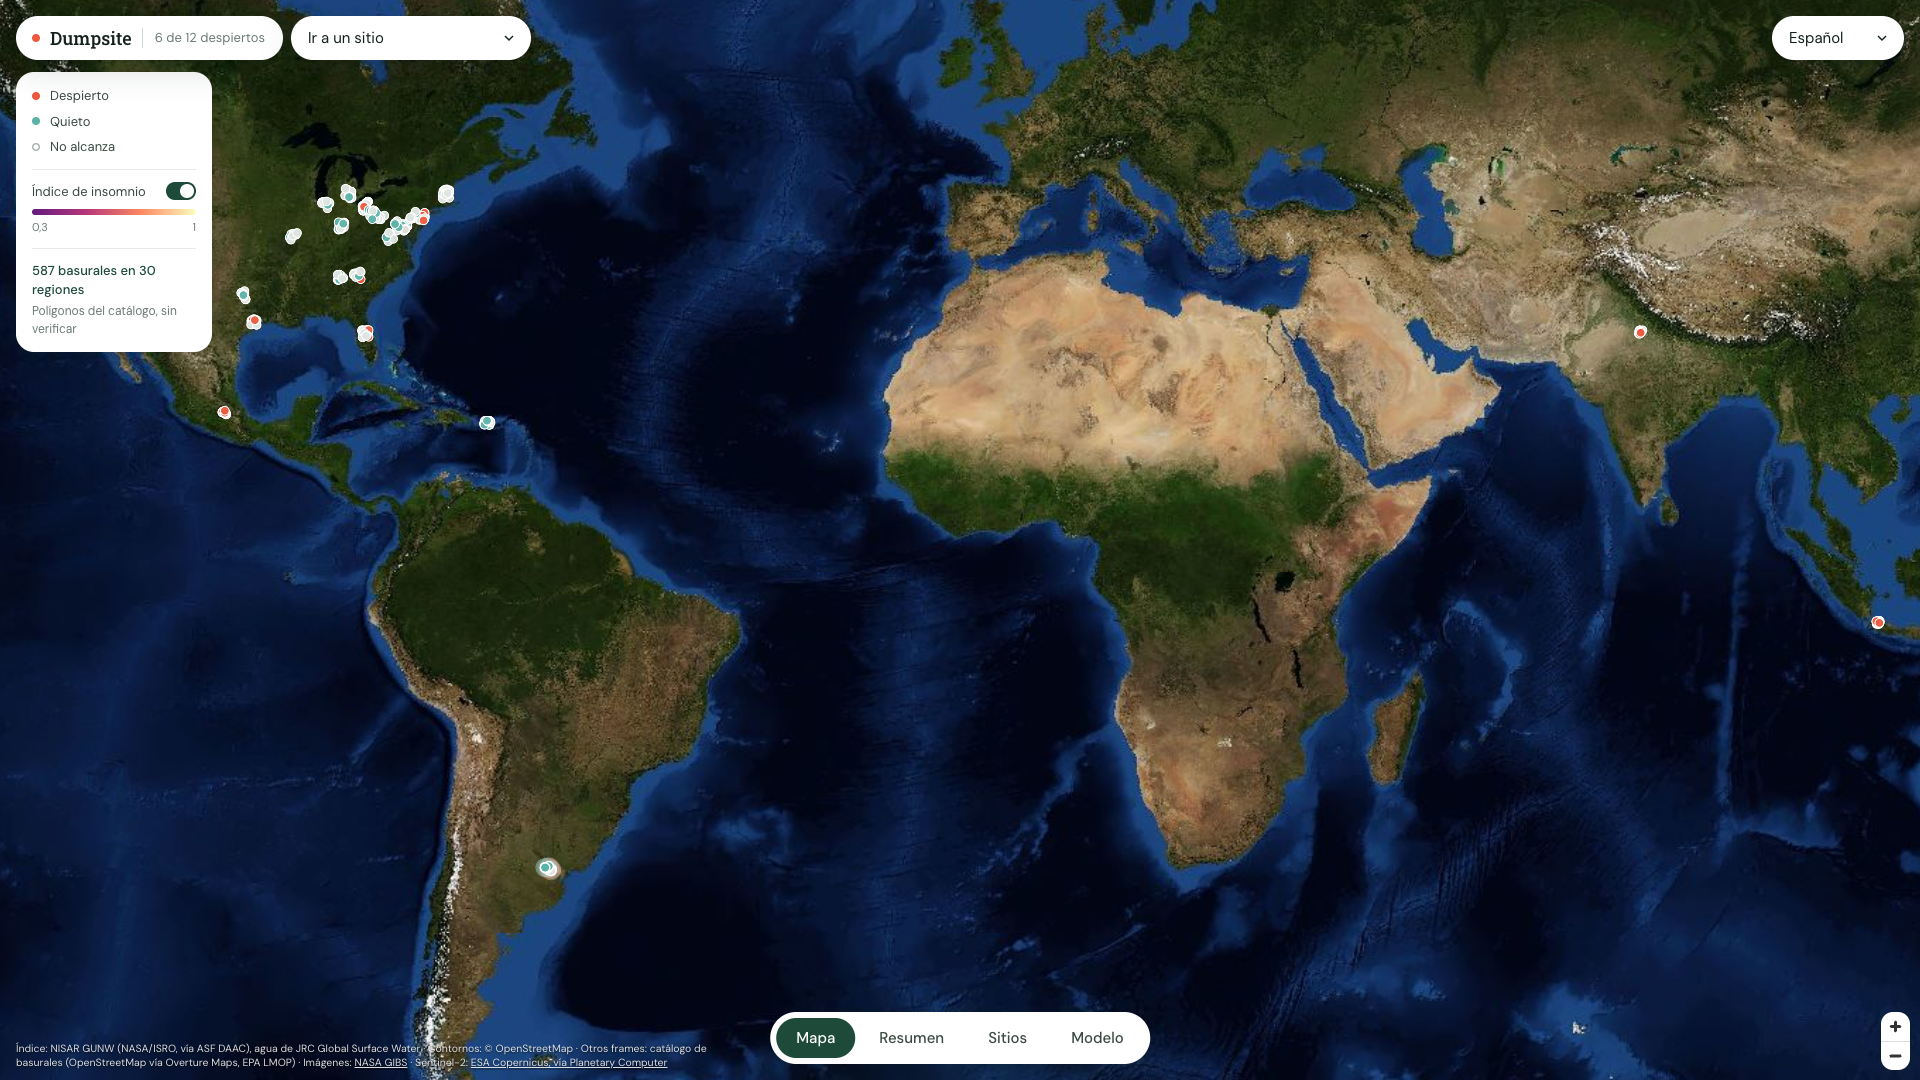 Dumpsite
6 de 12 despiertos
Ir a un sitio
Español
Despierto
Quieto
No alcanza
Índice de insomnio
0,3 1
587 basurales en 30
regiones
Polígonos del catálogo, sin
verificar
Mapa
Resumen
Sitios
Modelo
Índice: NISAR GUNW (NASA/ISRO, vía ASF DAAC), agua de JRC Global Surface Water · Contornos: © OpenStreetMap · Otros frames: catálogo de
basurales (OpenStreetMap vía Overture Maps, EPA LMOP) · Imágenes: NASA GIBS · Sentinel-2: ESA Copernicus, vía Planetary Computer